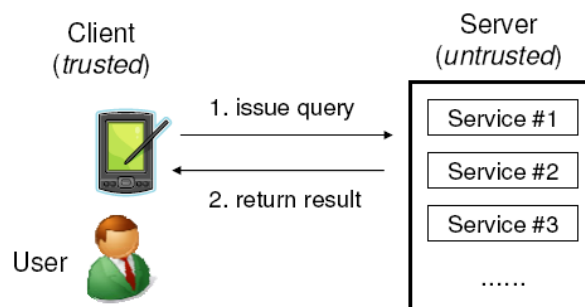 Client
(trusted)
Server
(untrusted)
1. issue query
2. return result
Service #1
Service #2
Service #3
......
User